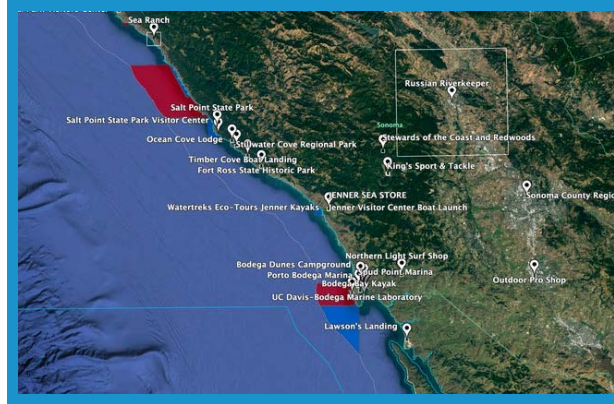 Sea Ranch
Russian Riverkeeper
Salt Point State Park
Salt Point State Park Visitor Center
Sonoma
Ocean Cove Lodge
Stillwater Cove Regional Park
Stewards of the Coast and Redwoods
Timber Cove Boat Landing
King's Sport & Tackle
Fort Ross State Historic Park
Sonoma County Regio
JENNER SEA STORE
Watertreks Eco-Tours Jenner Kayaks
Jenner Visitor Center Boat Launch
Northern Light Surf Shop
Bodega Dunes Campground
Spud Point Marina
Porto Bodega Marina
Outdoor Pro Shop
Bodega Bay Kayak
UC Davis-Bodega Marine Laboratory
Lawson's Landing